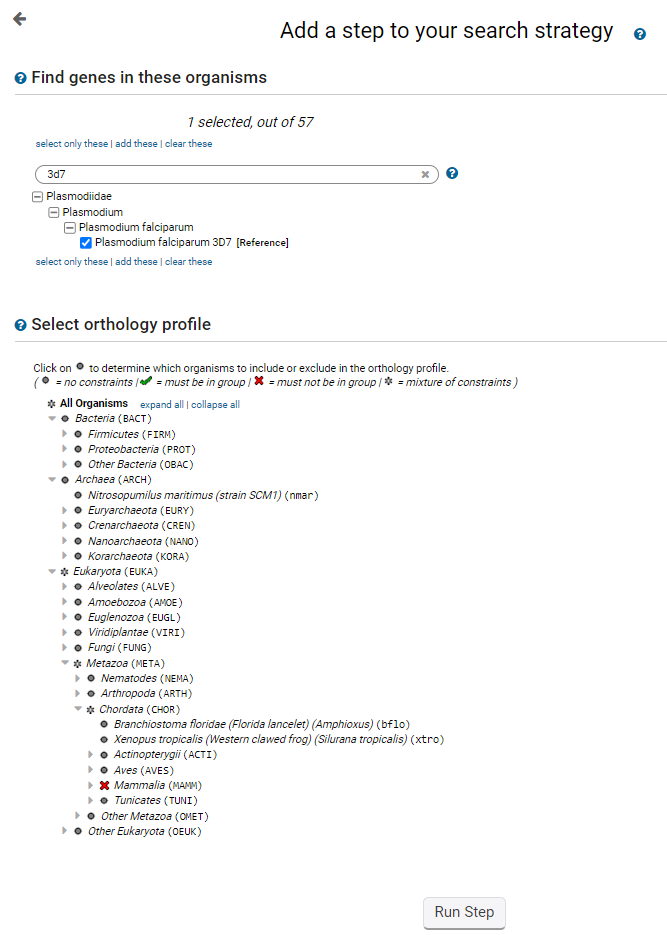 Add a step to your search strategy
Find genes in these organisms
1 selected, out of 57
select only these | add these | clear these
3d7
Plasmodiidae
Plasmodium
Plasmodium falciparum
Plasmodium falciparum 3D7 [Reference]
select only these | add these | clear these
Select orthology profile
Click on to determine which organisms to include or exclude in the orthology profile.
( = no constraints | = must be in group | = must not be in group | = mixture of constraints )
All Organisms expand all | collapse all
Bacteria (BACT)
Firmicutes (FIRM)
Proteobacteria (PROT)
Other Bacteria (OBAC)
Archaea (ARCH)
Nitrosopumilus maritimus (strain SCM1) (nmar)
Euryarchaeota (EURY)
Crenarchaeota (CREN)
Nanoarchaeota (NANO)
Korarchaeota (KORA)
Eukaryota (EUKA)
Alveolates (ALVE)
Amoebozoa (AMOE)
Euglenozoa (EUGL)
Viridiplantae (VIRI)
Fungi (FUNG)
Metazoa (META)
Nematodes (NEMA)
Arthropoda (ARTH)
Chordata (CHOR)
Branchiostoma floridae (Florida lancelet) (Amphioxus) (bflo)
Xenopus tropicalis (Western clawed frog) (Silurana tropicalis) (xtro)
Actinopterygii (ACTI)
Aves (AVES)
Mammalia (MAMM)
Tunicates (TUNI)
Other Metazoa (OMET)
Other Eukaryota (OEUK)
Run Step